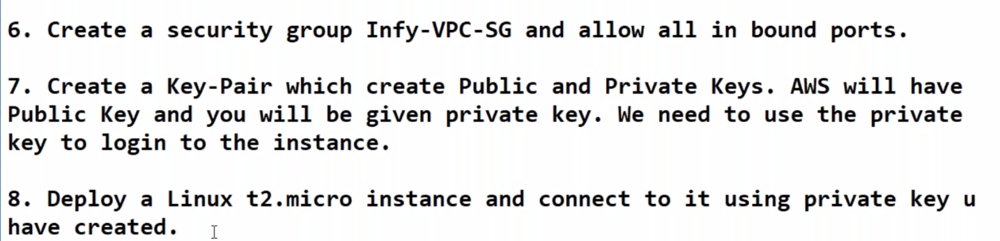 6. Create a security group Infy-VPC-SG and allow all in bound ports.
7. Create a Key-Pair which create Public and Private Keys. AWS will have
Public Key and you will be given private key. We need to use the private
key to login to the instance.
8. Deploy a Linux t2.micro instance and connect to it using private key u
have created.